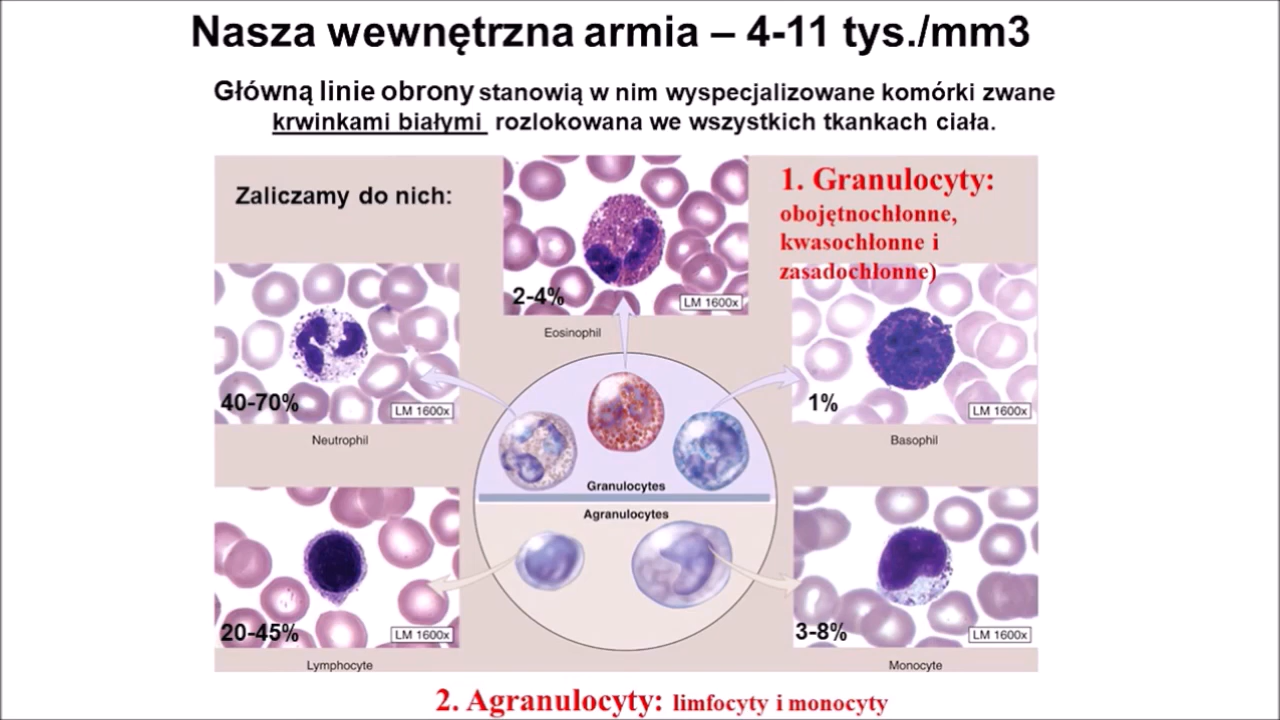 Nasza wewnętrzna armia – 4-11 tys./mm3
Główną linie obrony stanowią w nim wyspecjalizowane komórki zwane
krwinkami białymi rozlokowana we wszystkich tkankach ciała.
Zaliczamy do nich:
1. Granulocyty:
obojętnochłonne,
kwasochłonne i
zasadochłonne)
2-4%
LM 1600x
Eosinophil
40-70%
LM 1600x
Neutrophil
1%
LM 1600x
Basophil
Granulocytes
Agranulocytes
20-45%
LM 1600x
Lymphocyte
3-8%
LM 1600x
Monocyte
2. Agranulocyty: limfocyty i monocyty